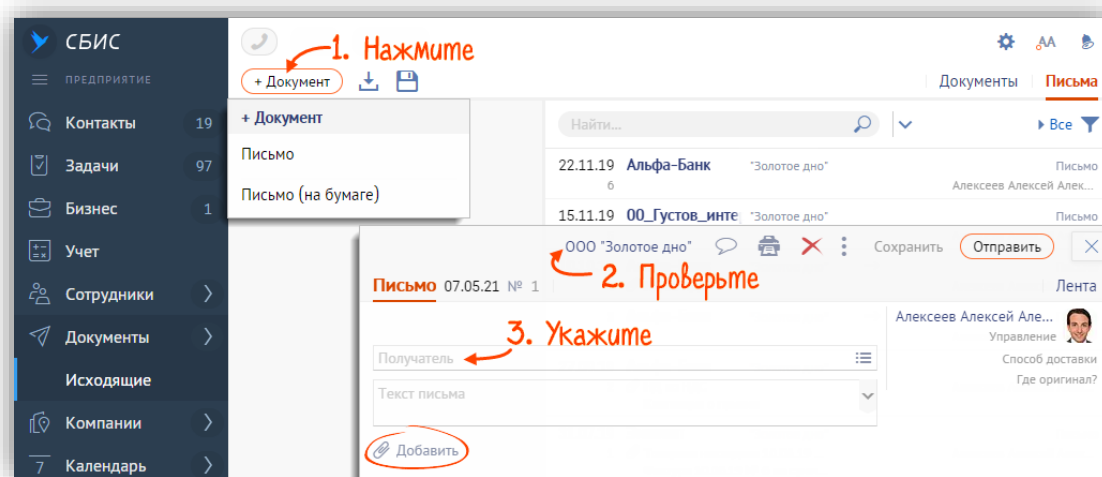 СБИС
1. Нажмите
ПРЕДПРИЯТИЕ
+ Документ
Документы
Письма
Контакты 19
Задачи 97
Бизнес 1
Учет
Сотрудники
Документы
Исходящие
Компании
7 Календарь
+ Документ
Письмо
Письмо (на бумаге)
АА
Найти...
Все
22.11.19 Альфа-Банк "Золотое дно" Письмо
6 Алексеев Алексей Алек...
15.11.19 00_Густов_инте "Золотое дно" Письмо
ООО "Золотое дно" Сохранить Отправить
2. Проверьте
Письмо 07.05.21 № 1 Лента
3. Укажите
Алексеев Алексей Але...
Управление
Получатель
Способ доставки
Где оригинал?
Текст письма
Добавить